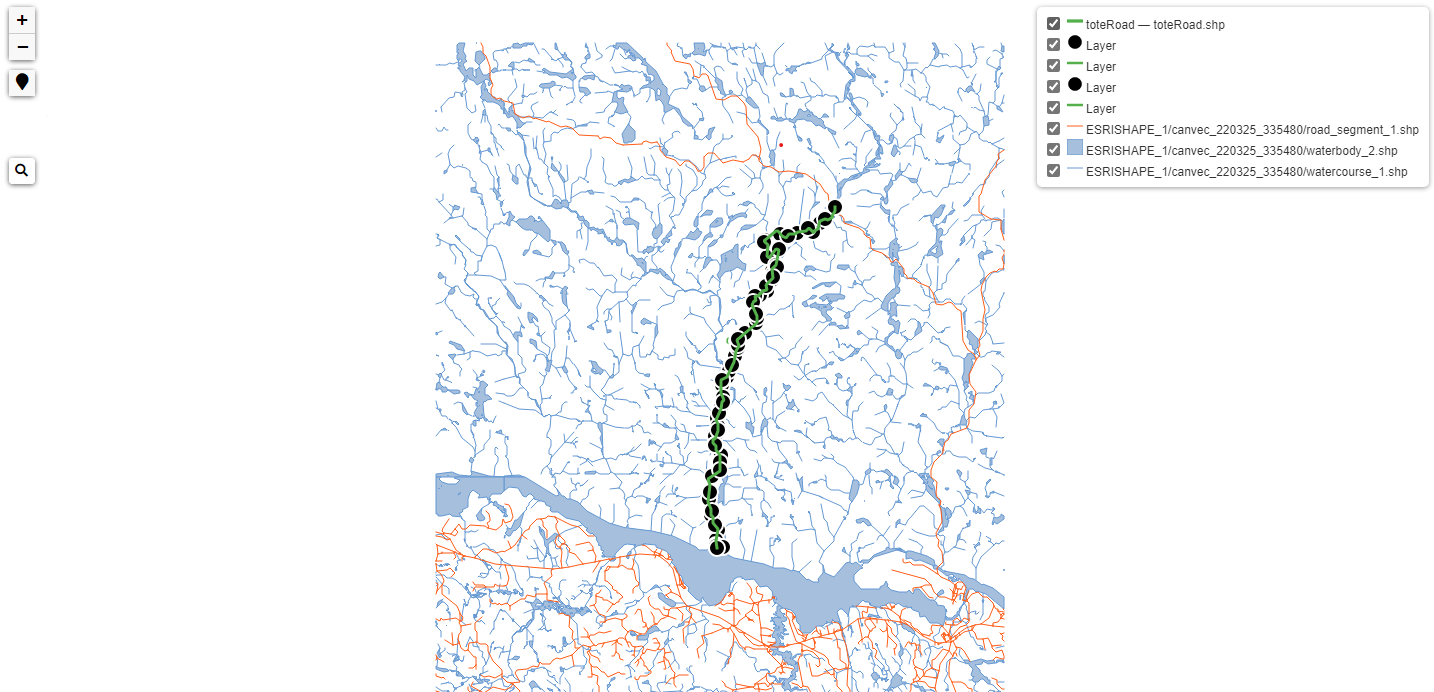 +
−
toteRoad — toteRoad.shp
Layer
Layer
Layer
Layer
ESRISHAPE_1/canvec_220325_335480/road_segment_1.shp
ESRISHAPE_1/canvec_220325_335480/waterbody_2.shp
ESRISHAPE_1/canvec_220325_335480/watercourse_1.shp